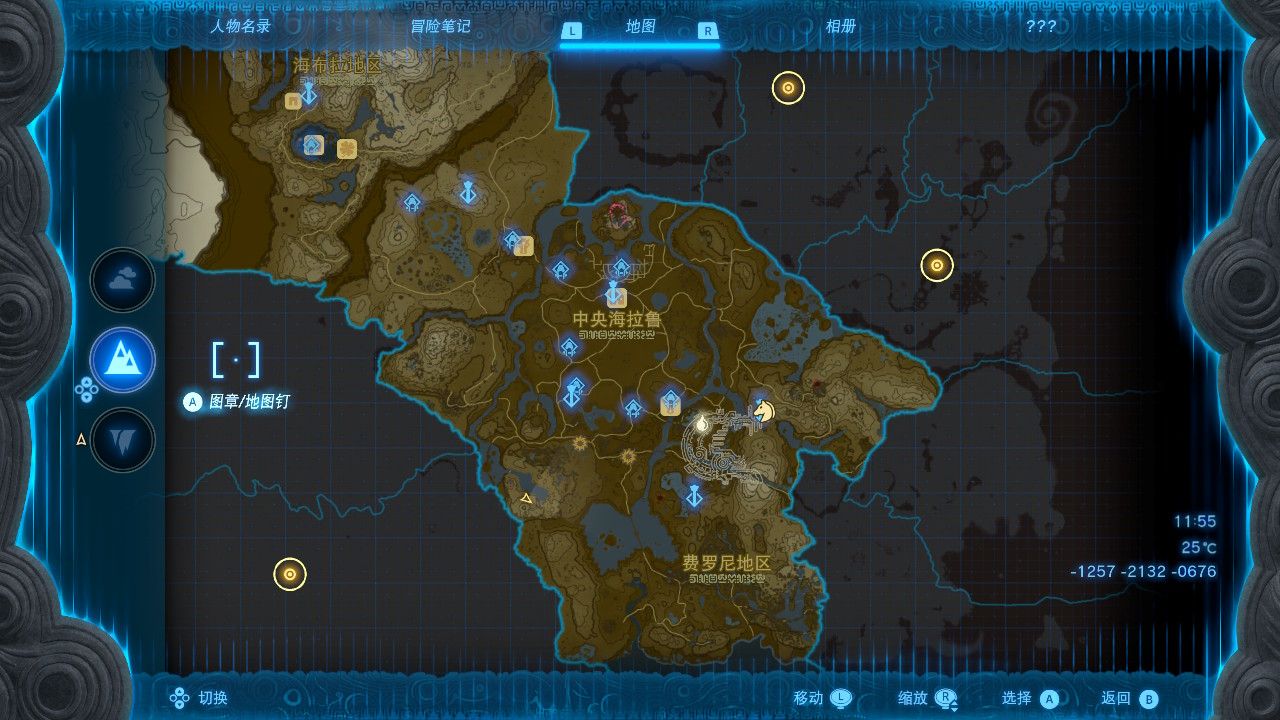 人物名录
冒险笔记
L
地图
R
相册
???
海布拉地区
中央海拉鲁
A 图章/地图钉
费罗尼地区
11:55
25℃
-1257 -2132 -0676
切换
移动 L
缩放 R
选择 A
返回 B